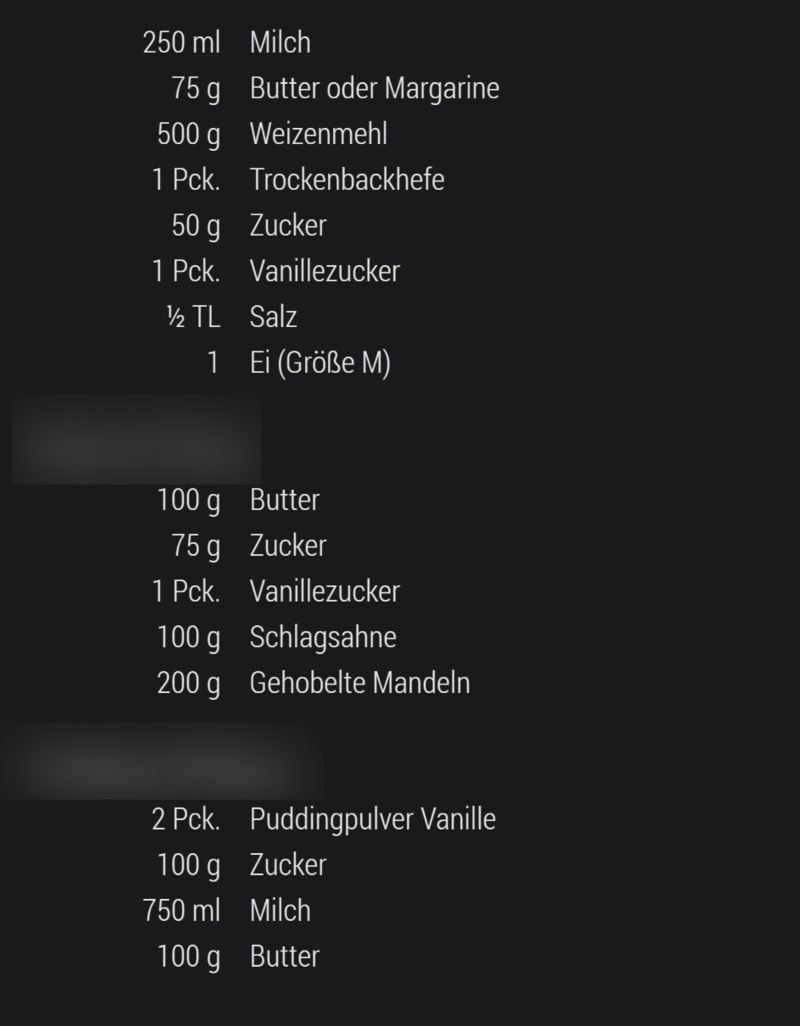 250 ml Milch
75 g Butter oder Margarine
500 g Weizenmehl
1 Pck. Trockenbackhefe
50 g Zucker
1 Pck. Vanillezucker
½ TL Salz
1 Ei (Größe M)
100 g Butter
75 g Zucker
1 Pck. Vanillezucker
100 g Schlagsahne
200 g Gehobelte Mandeln
2 Pck. Puddingpulver Vanille
100 g Zucker
750 ml Milch
100 g Butter